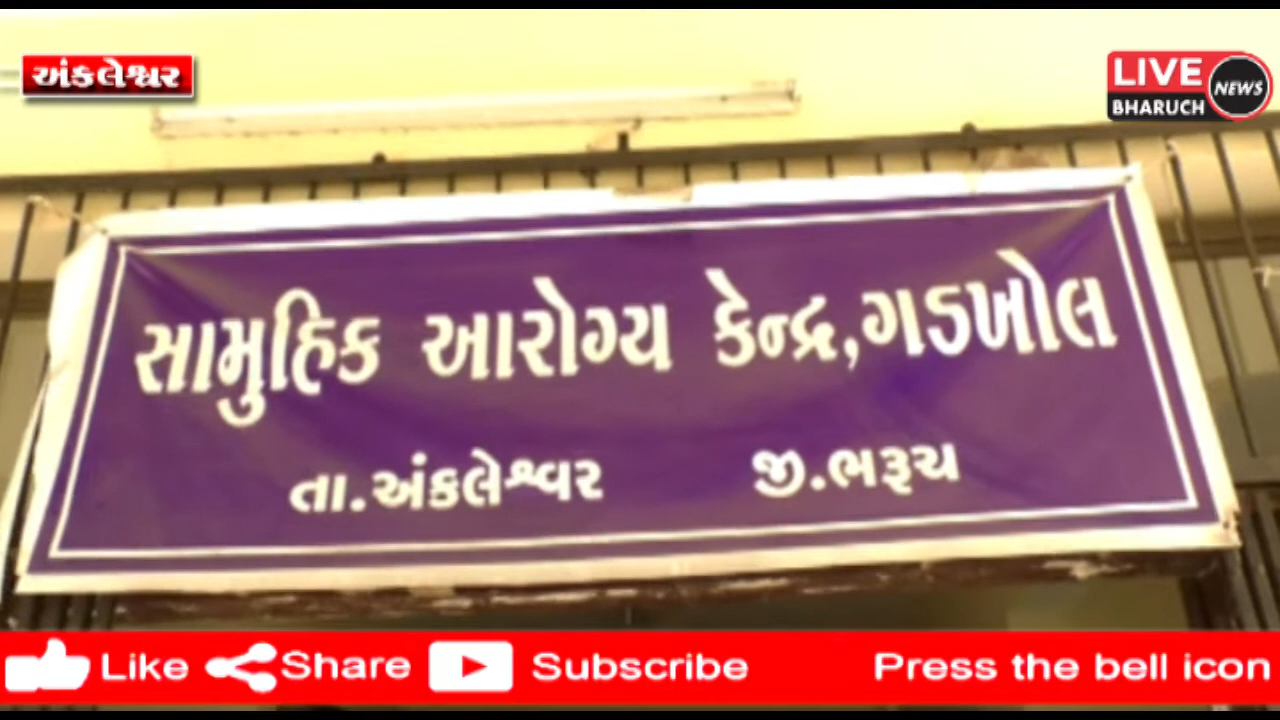 અંકલેશ્વર
LIVE
BHARUCH
NEWS
સામુહિક આરોગ્ય કેન્દ્ર,ગડખોલ
તા.અંકલેશ્વર જી.ભરૂચ
Like Share Subscribe Press the bell icon